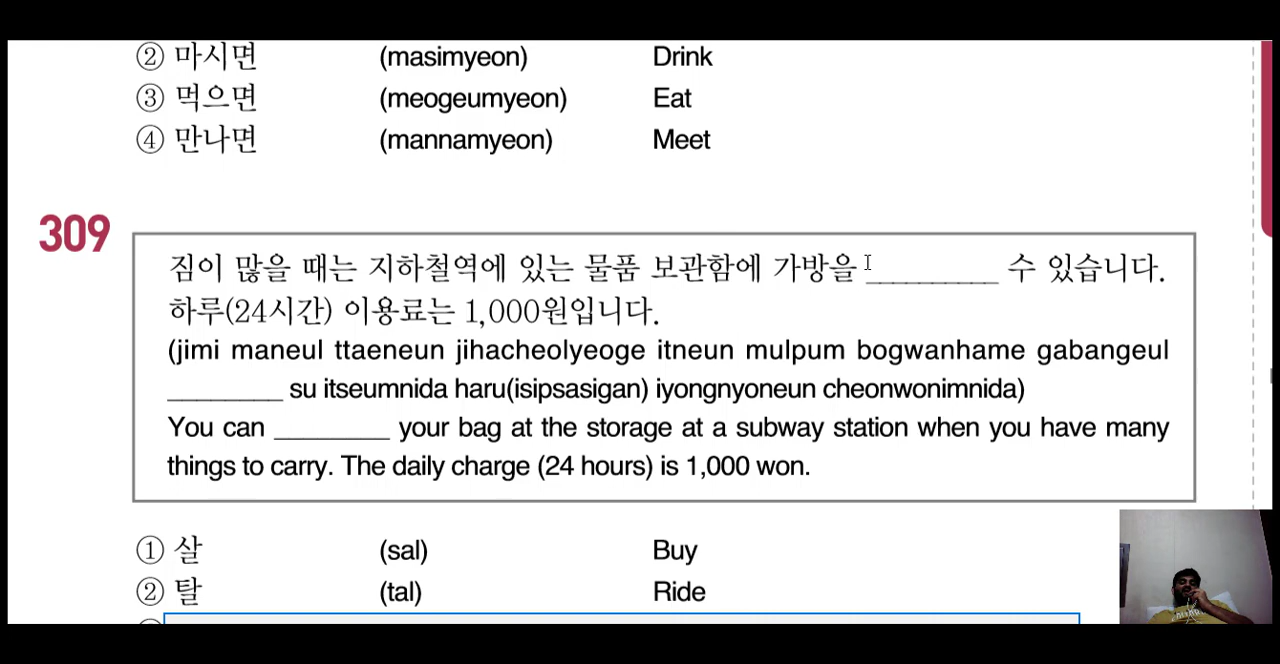 ② 마시면 (masimyeon) Drink
③ 먹으면 (meogeumyeon) Eat
④ 만나면 (mannamyeon) Meet
309
짐이 많을 때는 지하철역에 있는 물품 보관함에 가방을 __________ 수 있습니다.
하루(24시간) 이용료는 1,000원입니다.
(jimi maneul ttaeneun jihacheolyeoge itneun mulpum bogwanhame gabangeul
________ su itseumnida haru(isipsasigan) iyongnyoneun cheonwonimnida)
You can ________ your bag at the storage at a subway station when you have many
things to carry. The daily charge (24 hours) is 1,000 won.
① 살 (sal) Buy
② 탈 (tal) Ride